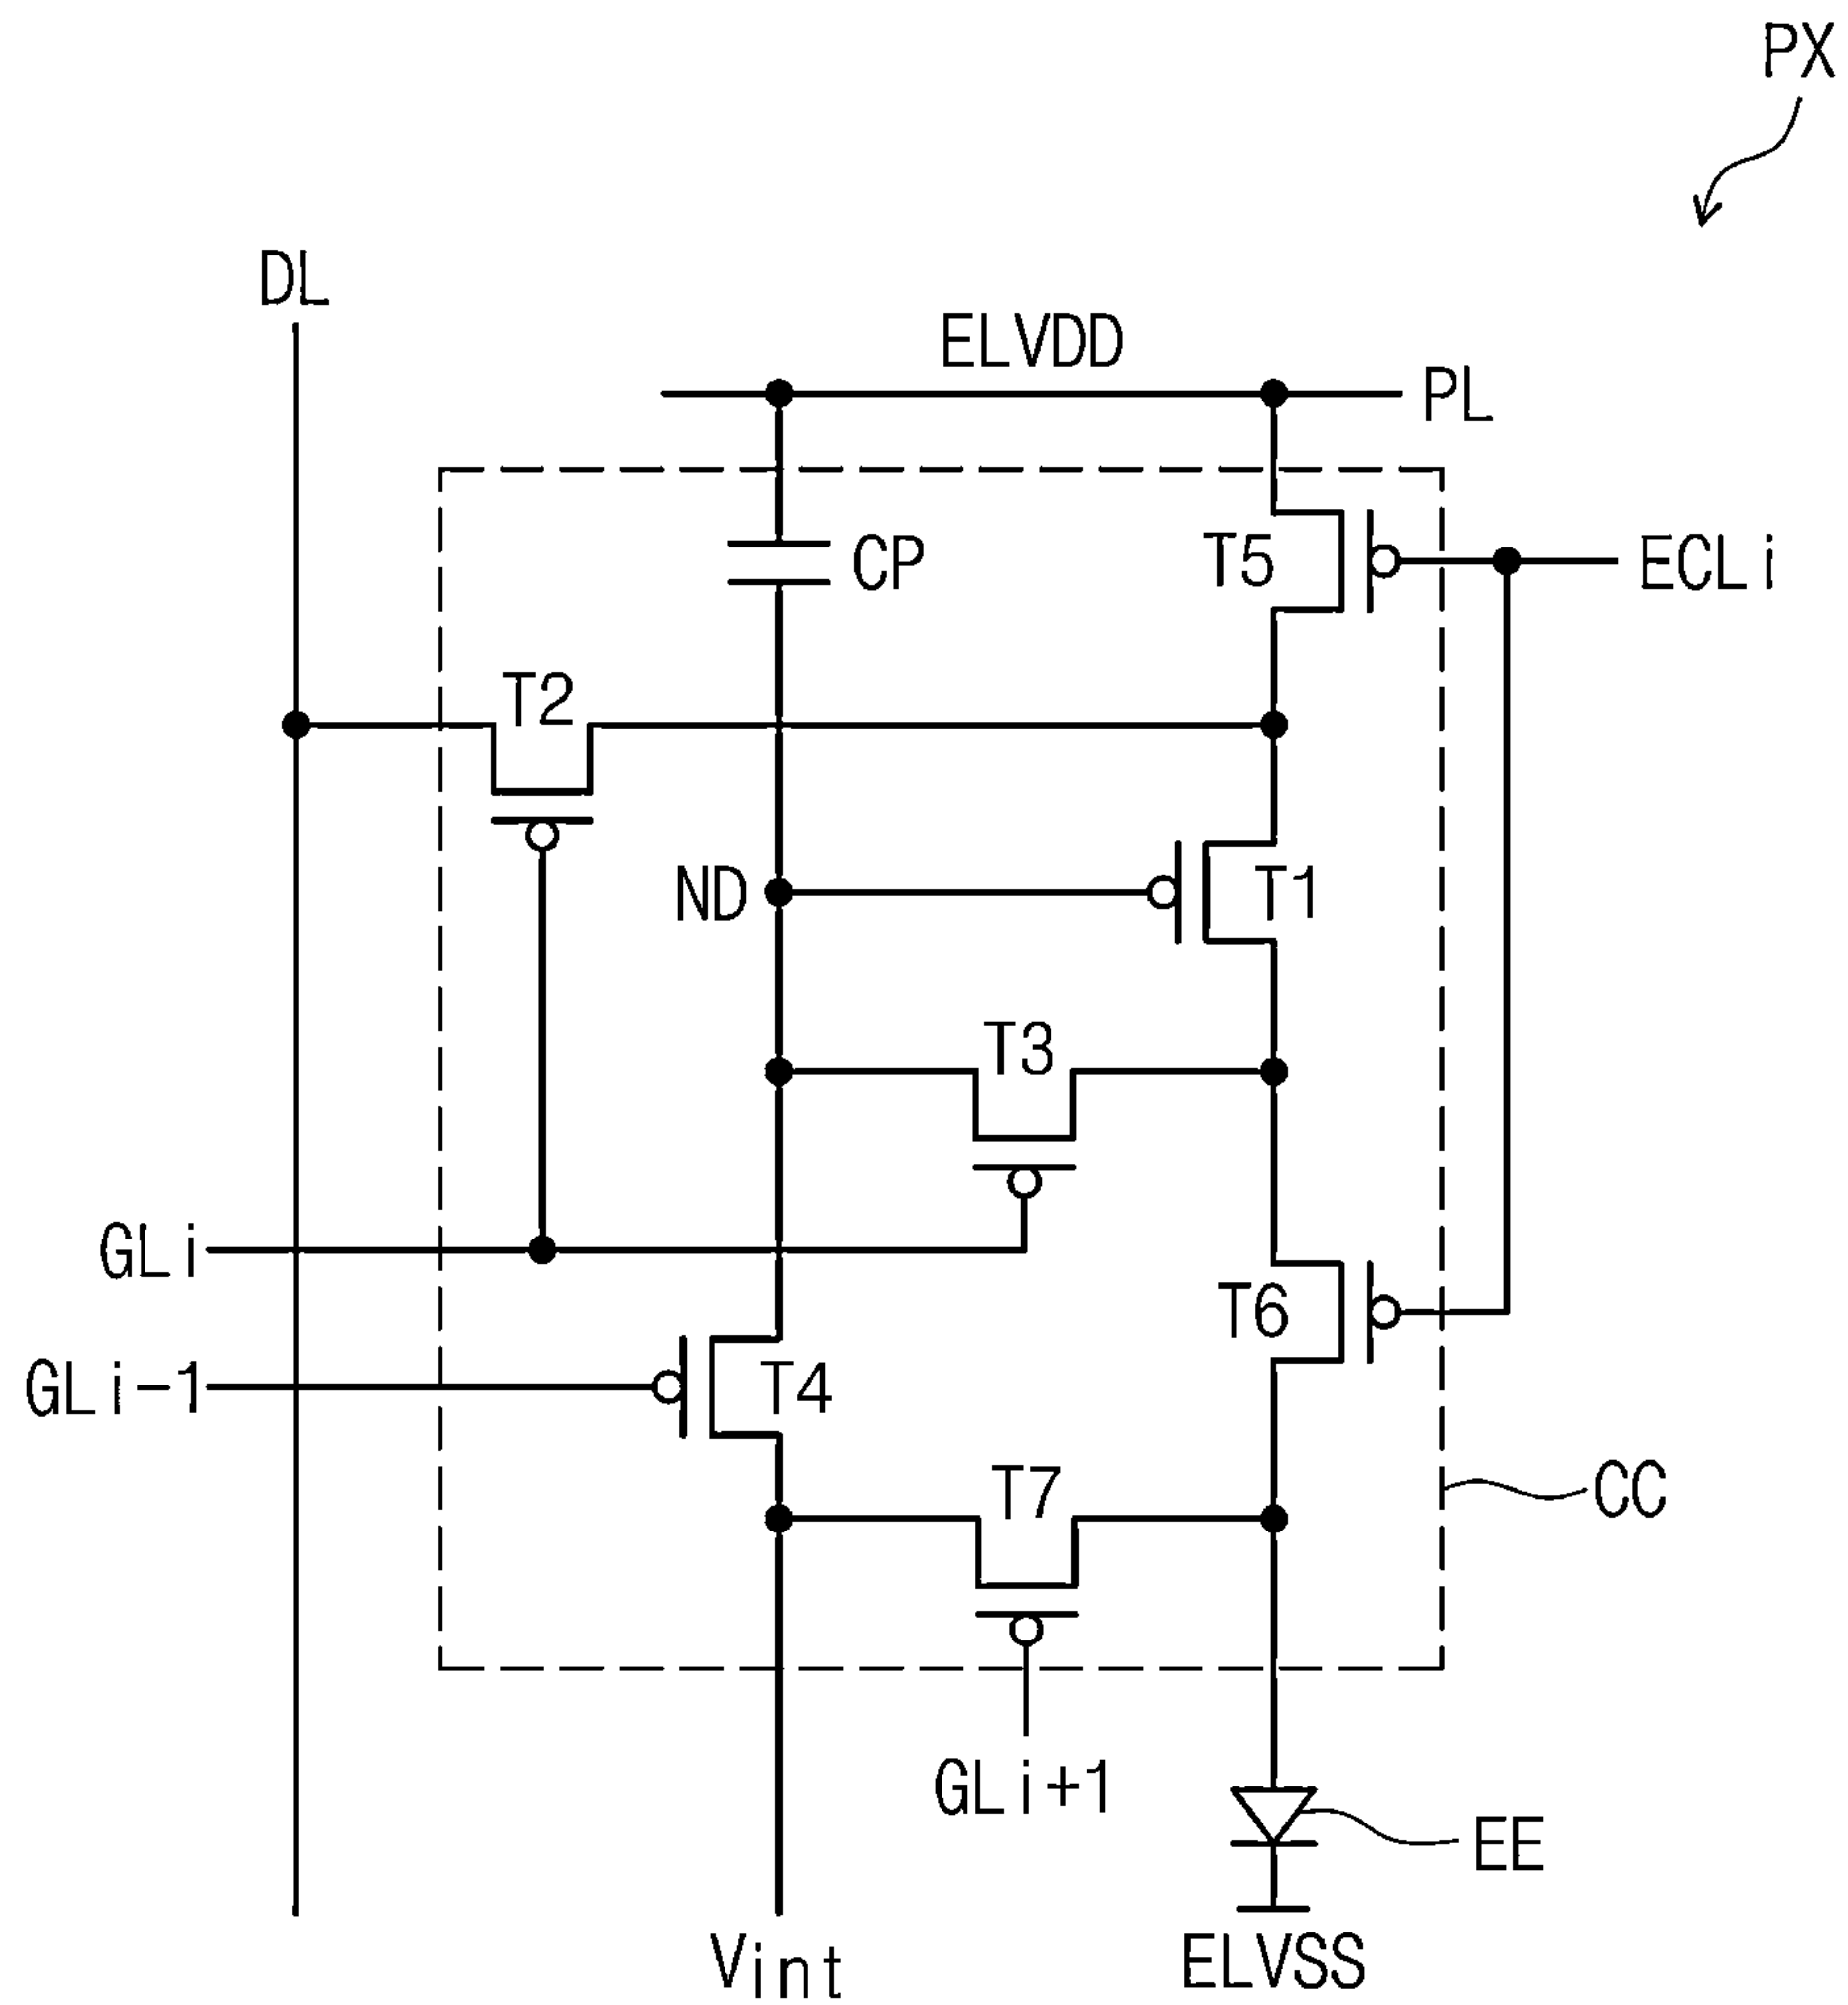 PX
DL
ELVDD
PL
CP
T5
ECLi
T2
ND
T1
T3
GLi
T6
GLi-1
T4
T7
CC
GLi+1
EE
Vint
ELVSS